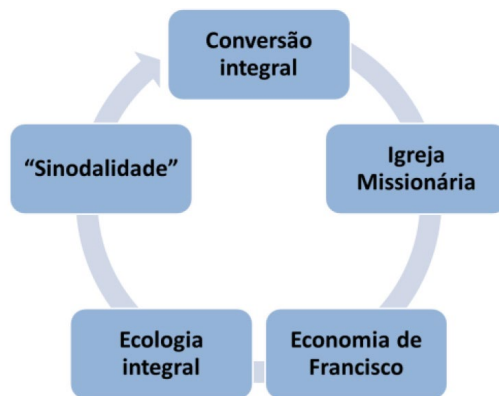 Conversão
integral
Igreja
Missionária
Economia de
Francisco
Ecologia
integral
“Sinodalidade”